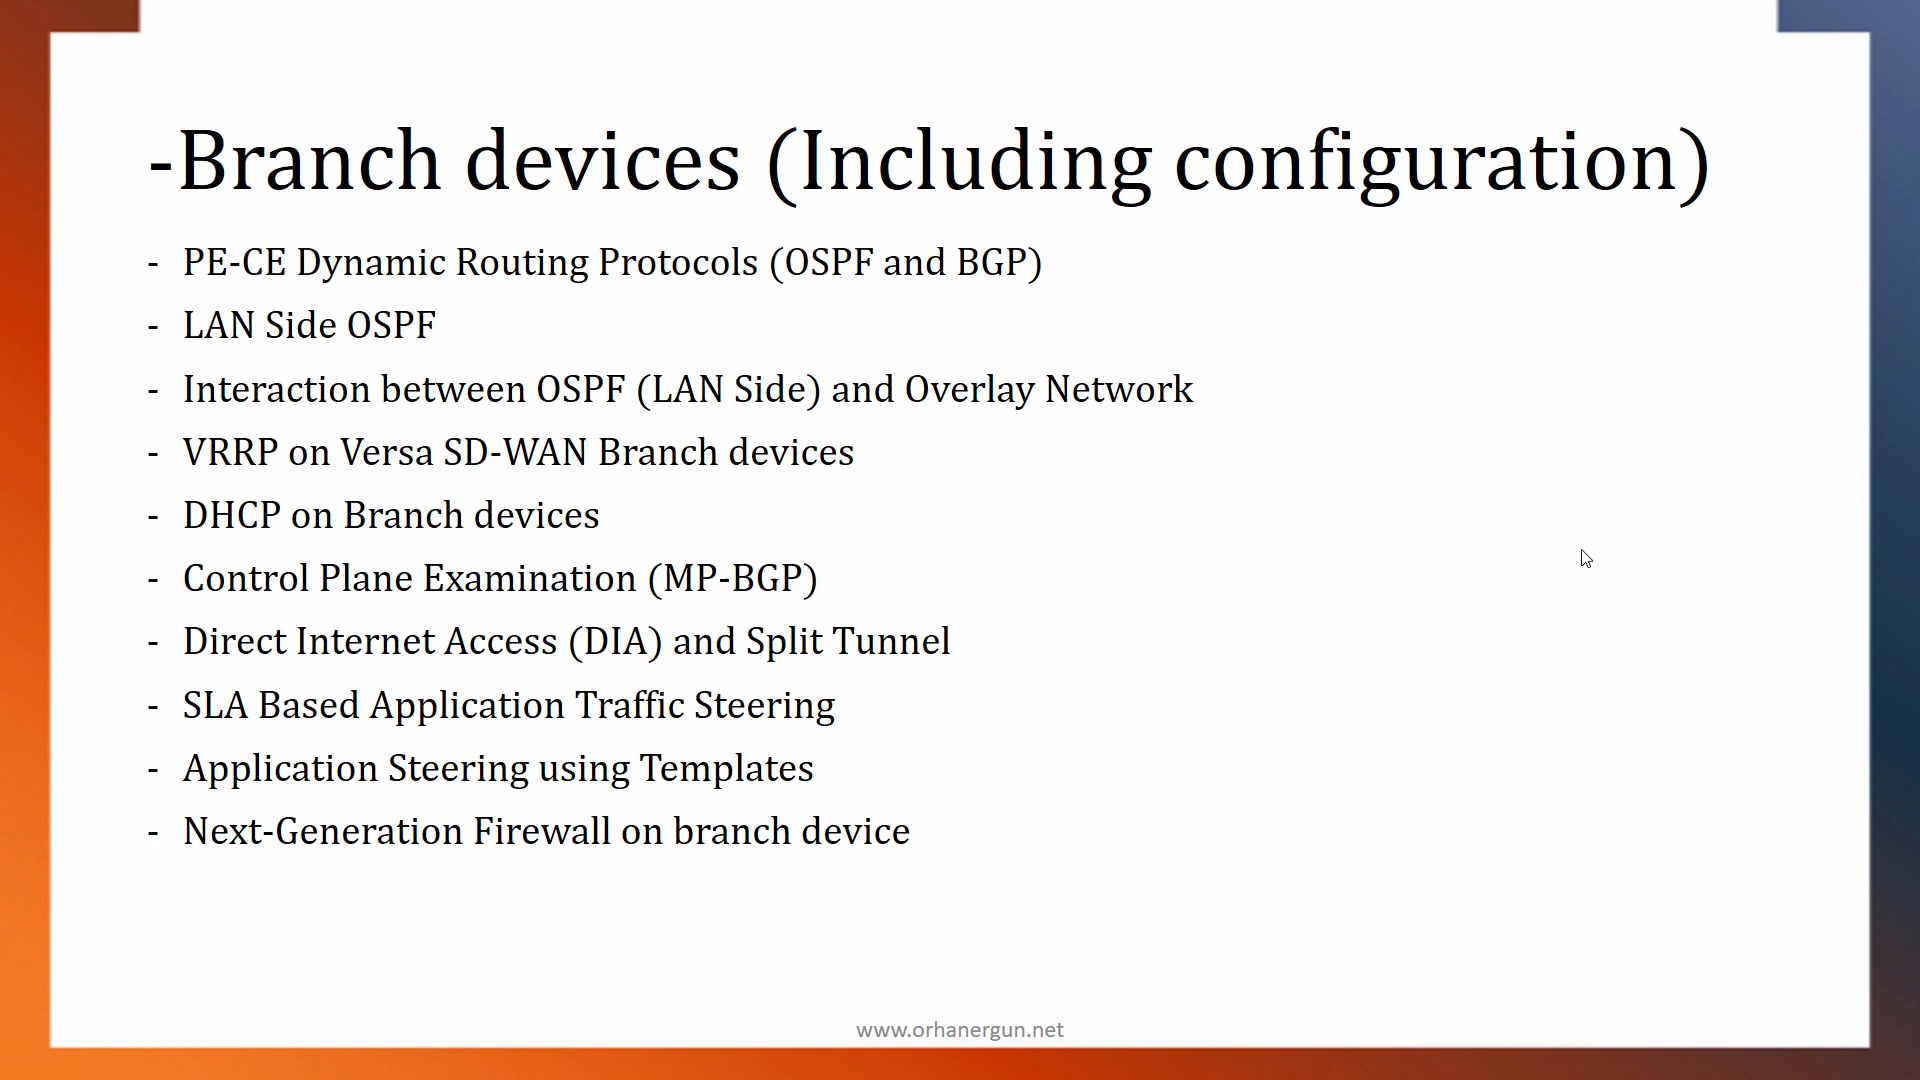 -Branch devices (Including configuration)
- PE-CE Dynamic Routing Protocols (OSPF and BGP)
- LAN Side OSPF
- Interaction between OSPF (LAN Side) and Overlay Network
- VRRP on Versa SD-WAN Branch devices
- DHCP on Branch devices
- Control Plane Examination (MP-BGP)
- Direct Internet Access (DIA) and Split Tunnel
- SLA Based Application Traffic Steering
- Application Steering using Templates
- Next-Generation Firewall on branch device
www.orhanergun.net